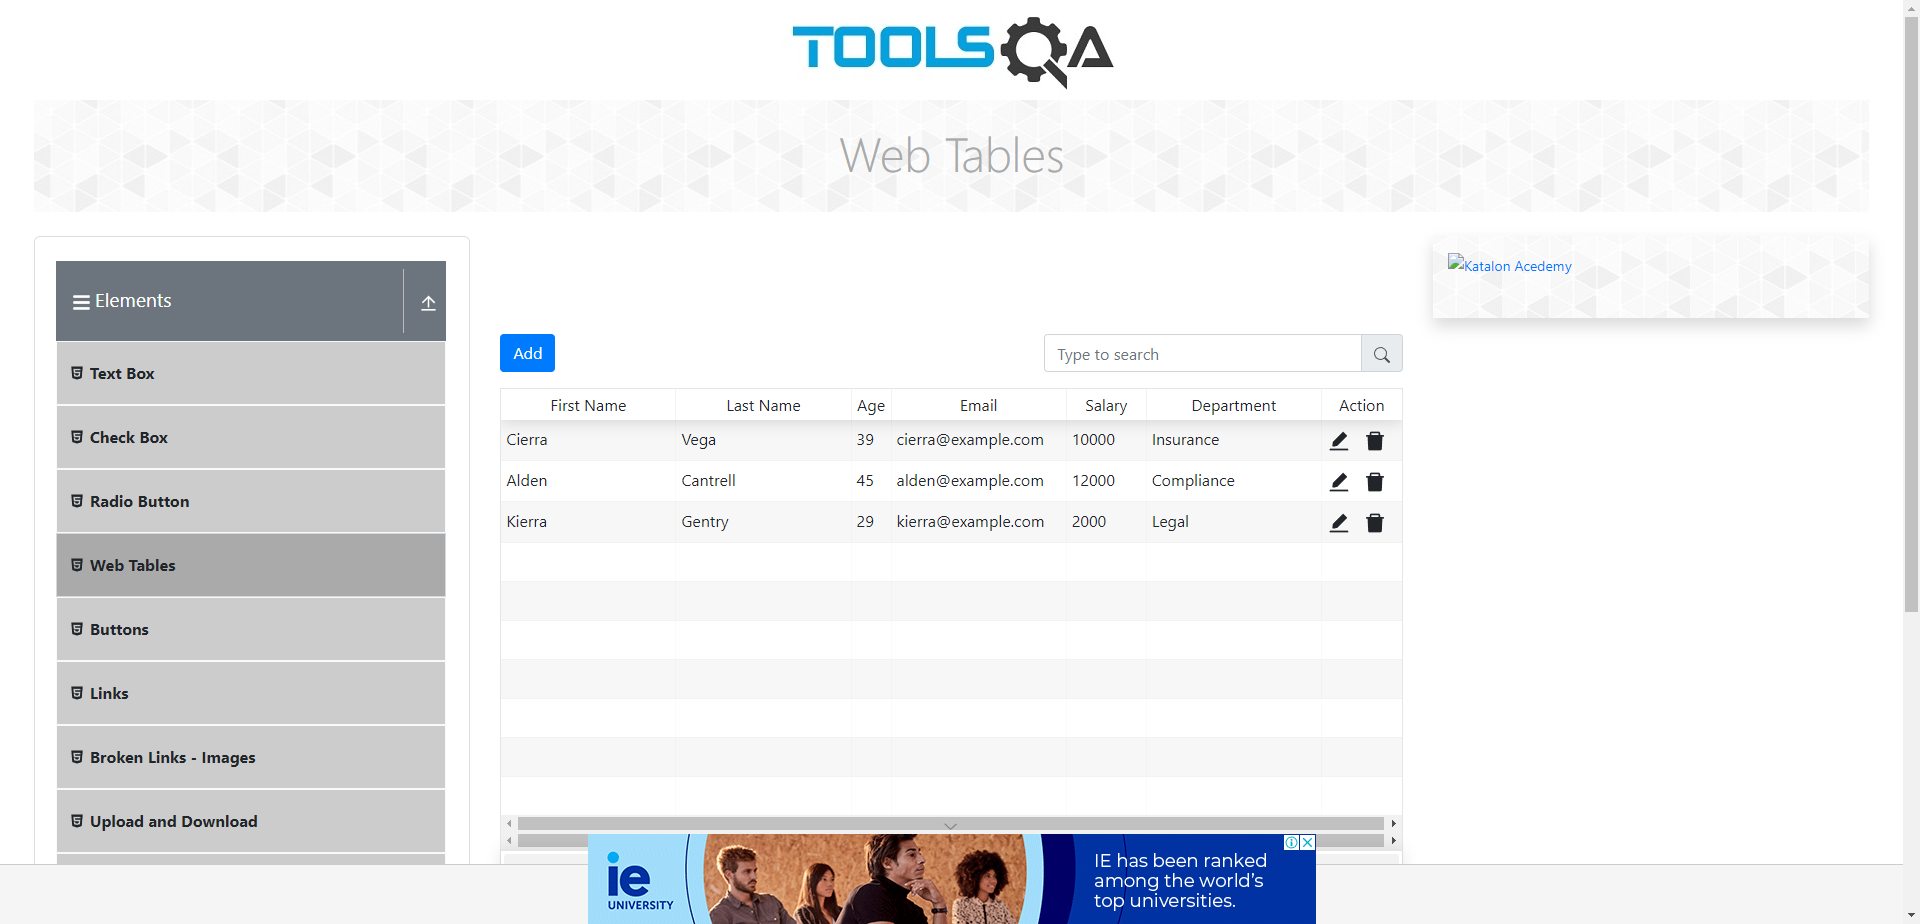 TOOLSQA
Web Tables
Elements
Text Box
Check Box
Radio Button
Web Tables
Buttons
Links
Broken Links - Images
Upload and Download
Add
Type to search
First Name Last Name Age Email Salary Department Action
Cierra Vega 39 cierra@example.com 10000 Insurance
Alden Cantrell 45 alden@example.com 12000 Compliance
Kierra Gentry 29 kierra@example.com 2000 Legal
Katalon Acedemy
ie
UNIVERSITY
IE has been ranked
among the world's
top universities.